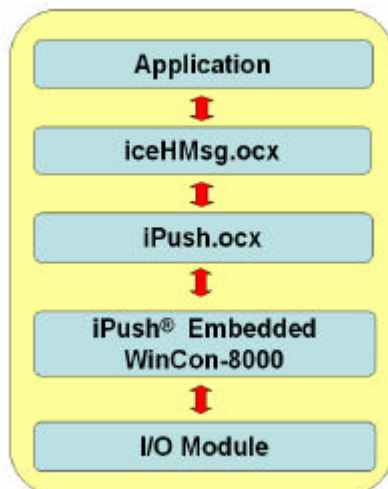 Application
iceHMsg.ocx
iPush.ocx
iPush® Embedded
WinCon-8000
I/O Module